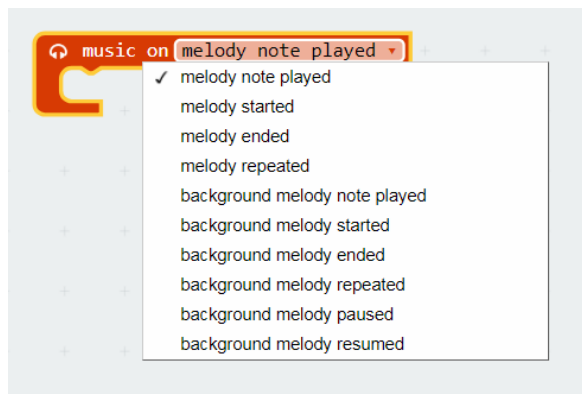 music on melody note played
melody note played
melody started
melody ended
melody repeated
background melody note played
background melody started
background melody ended
background melody repeated
background melody paused
background melody resumed